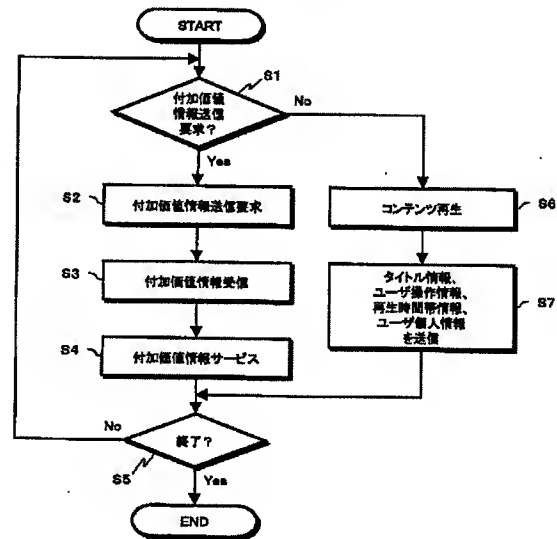 START
S1
付加価値
情報送信
要求?
No
Yes
S2
付加価値情報送信要求
コンテンツ再生
S6
S3
付加価値情報受信
タイトル情報、
ユーザ操作情報、
再生時間帯情報、
ユーザ個人情報
を送信
S7
S4
付加価値情報サービス
No
終了?
S5
Yes
END